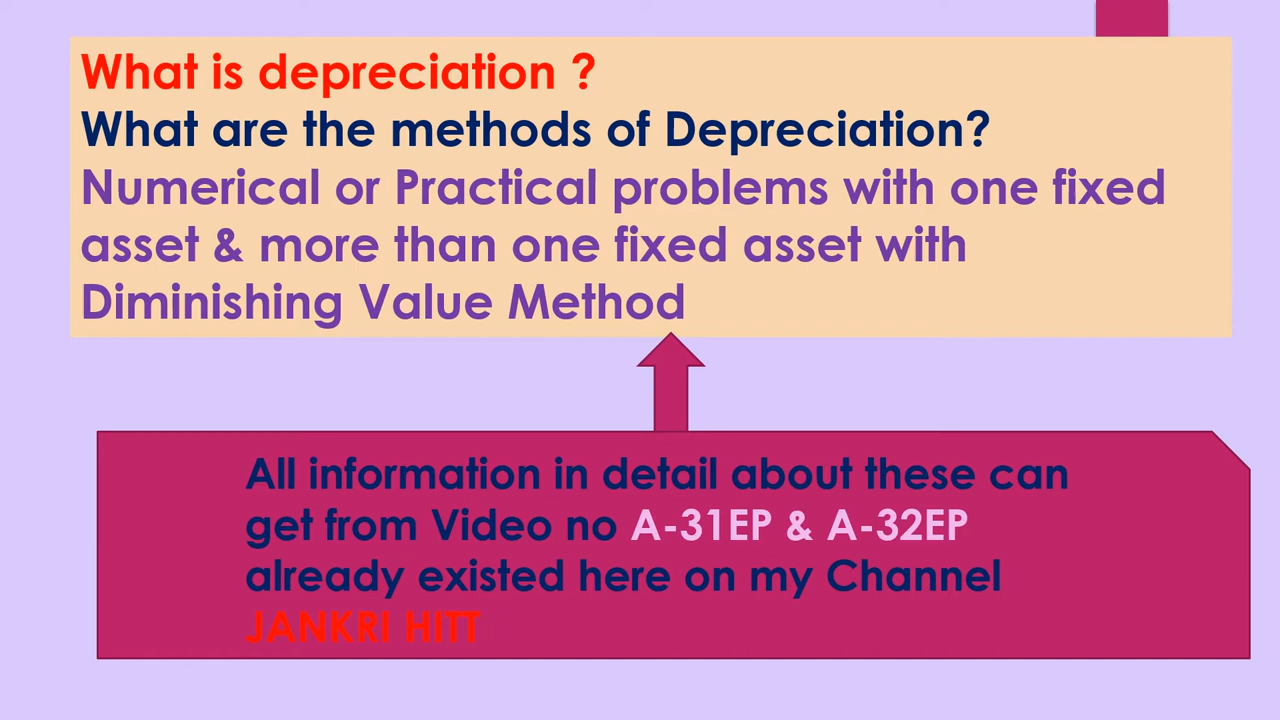 What is depreciation ?
What are the methods of Depreciation?
Numerical or Practical problems with one fixed
asset & more than one fixed asset with
Diminishing Value Method
All information in detail about these can
get from Video no A-31EP & A-32EP
already existed here on my Channel
JANKRI HITT